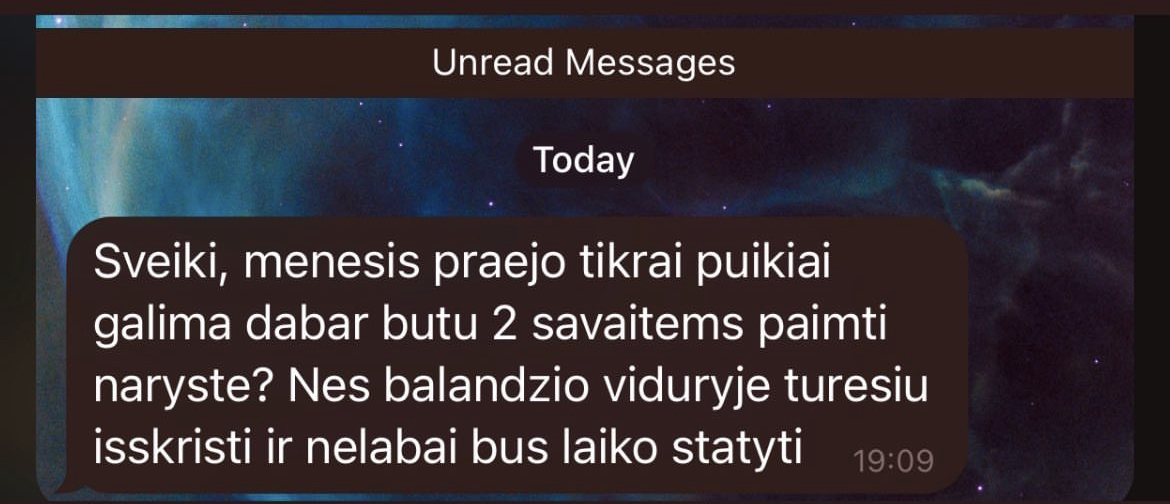 Unread Messages
Today
Sveiki, menesis praejo tikrai puikiai
galima dabar butu 2 savaitems paimti
naryste? Nes balandzio viduryje turesiu
isskristi ir nelabai bus laiko statyti
19:09